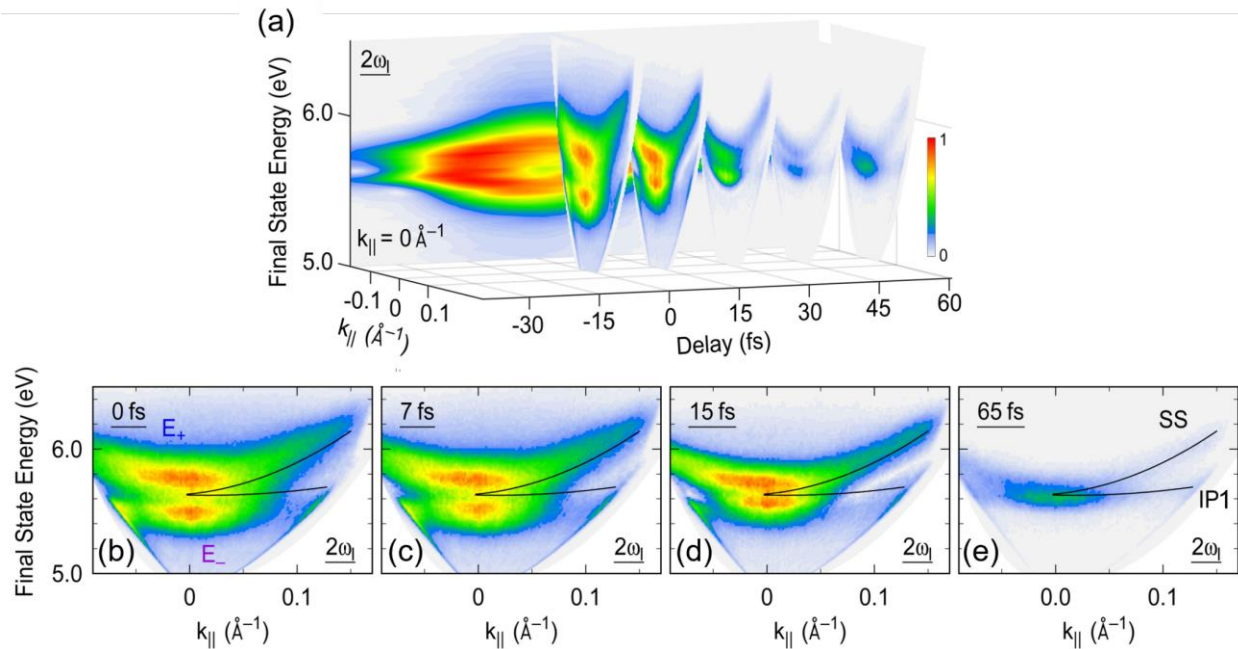 (a)
2ω_l
Final State Energy (eV)
6.0
5.0
k_|| = 0 Å⁻¹
1
0
-0.1
0
0.1
k_|| (Å⁻¹)
-30
-15
0
15
30
45
60
Delay (fs)
Final State Energy (eV)
6.0
5.0
0 fs
E₊
E₋
(b)
2ω_l
0
0.1
k_|| (Å⁻¹)
7 fs
(c)
2ω_l
0
0.1
k_|| (Å⁻¹)
15 fs
(d)
2ω_l
0
0.1
k_|| (Å⁻¹)
65 fs
SS
IP1
(e)
2ω_l
0.0
0.1
k_|| (Å⁻¹)